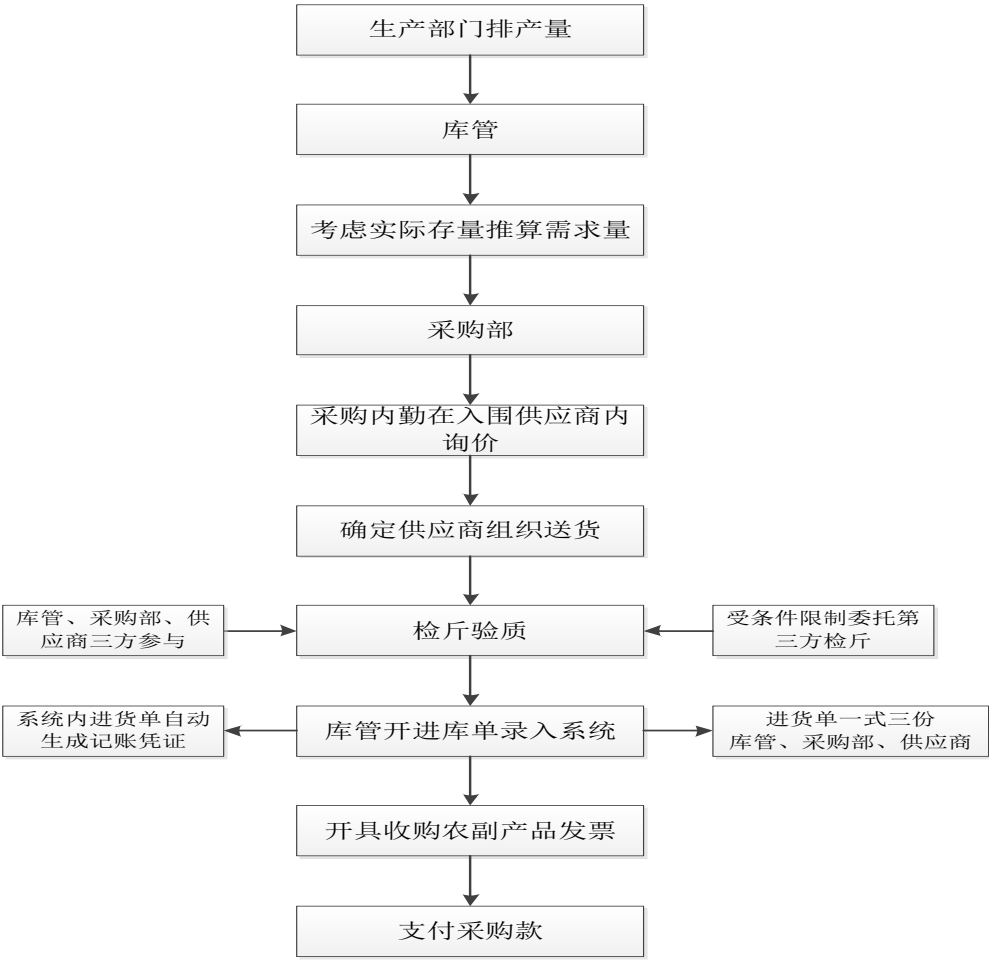 生产部门排产量
库管
考虑实际存量推算需求量
采购部
采购内勤在入围供应商内
询价
确定供应商组织送货
库管、采购部、供
应商三方参与
检斤验质
受条件限制委托第
三方检斤
系统内进货单自动
生成记账凭证
库管开进库单录入系统
进货单一式三份
库管、采购部、供应商
开具收购农副产品发票
支付采购款